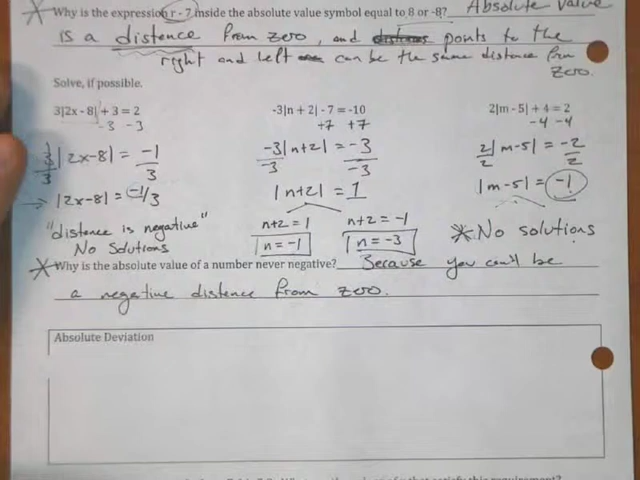 * Why is the expression r - 7 inside the absolute value symbol equal to 8 or -8? Absolute Value
is a distance from zero, and points to the
right and left can be the same distance from
zero.
Solve, if possible.
3|2x - 8| + 3 = 2
-3 -3
3|2x-8| = -1
3 3
→ |2x-8| = -1/3
"distance is negative"
No Solutions
-3|n + 2| - 7 = -10
+7 +7
-3|n+2| = -3
-3 -3
|n+2| = 1
n+2 = 1 n+2 = -1
n = -1 n = -3
2|m - 5| + 4 = 2
-4 -4
2|m-5| = -2
2 2
|m-5| = -1
* No solutions
* Why is the absolute value of a number never negative? Because you can't be
a negative distance from zero.
Absolute Deviation